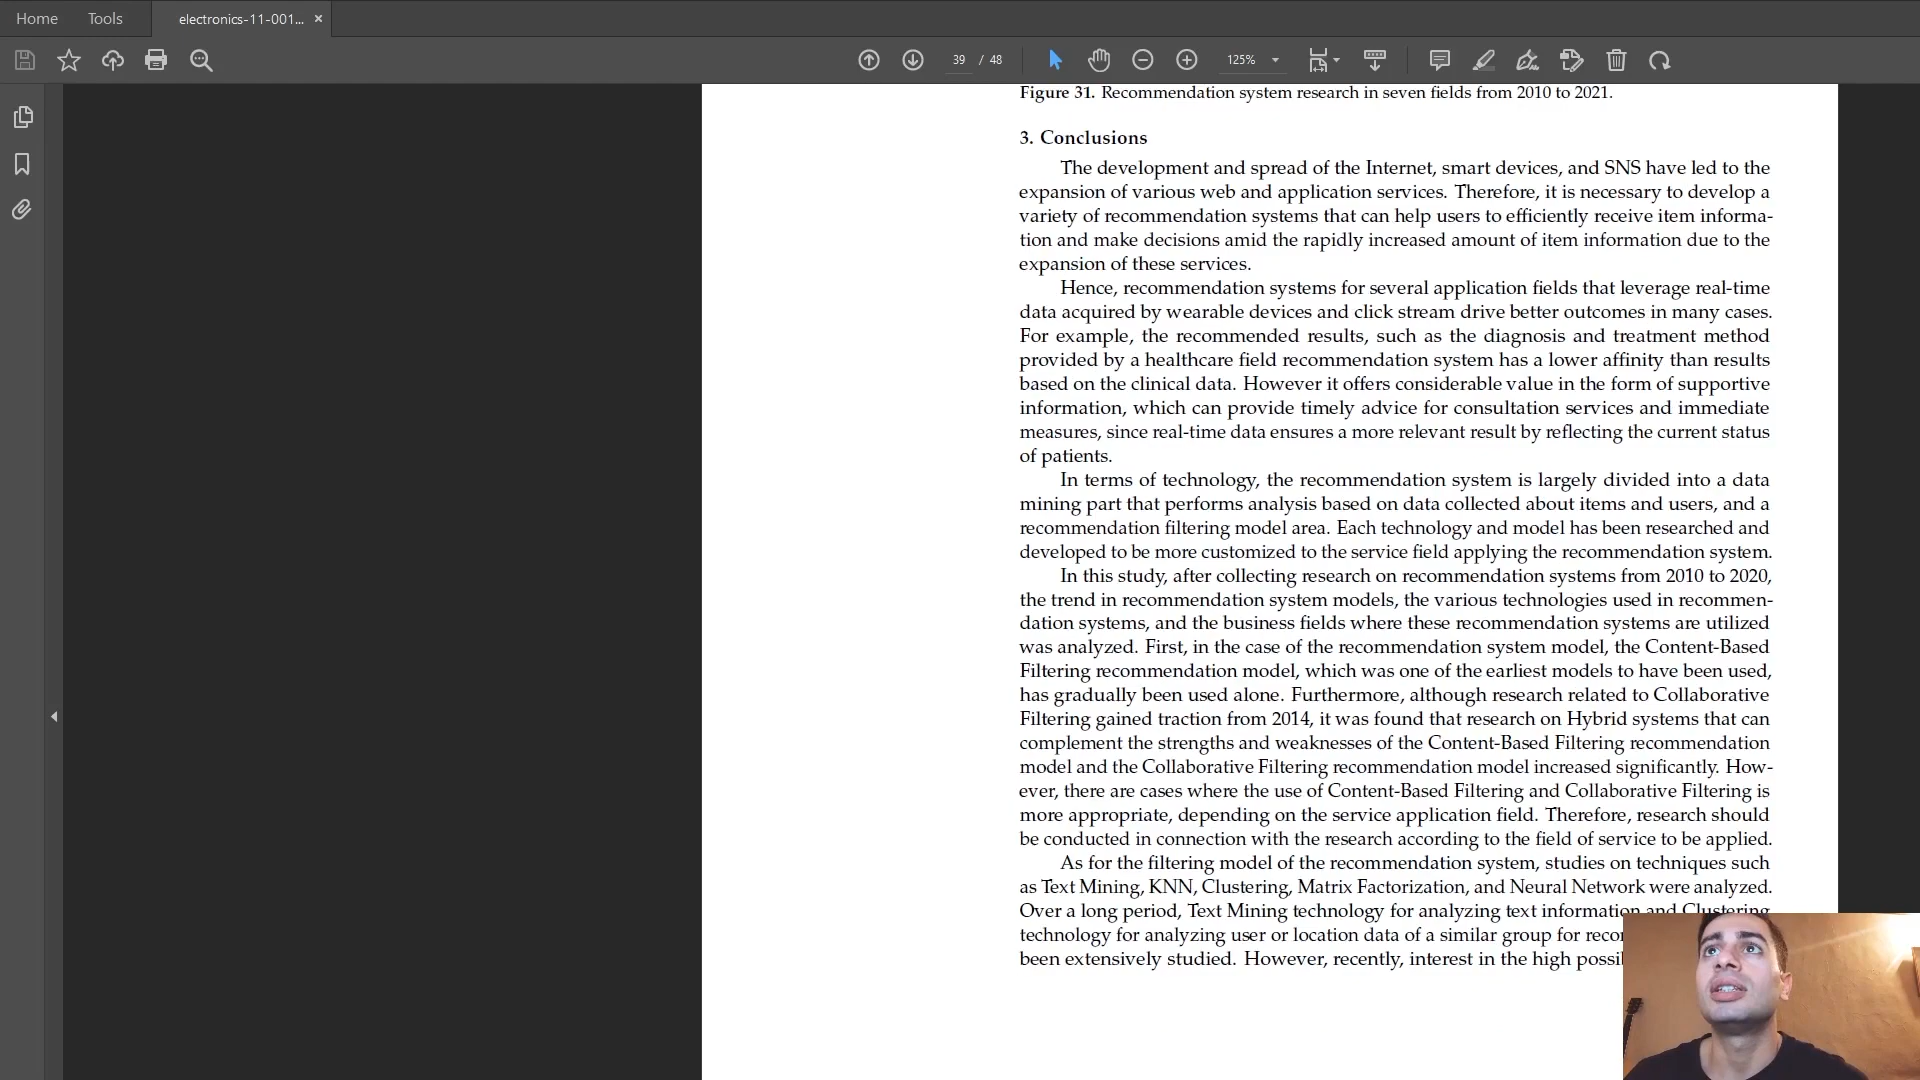 Home Tools electronics-11-001... ×
39 / 48 125%
Figure 31. Recommendation system research in seven fields from 2010 to 2021.
3. Conclusions
The development and spread of the Internet, smart devices, and SNS have led to the
expansion of various web and application services. Therefore, it is necessary to develop a
variety of recommendation systems that can help users to efficiently receive item informa-
tion and make decisions amid the rapidly increased amount of item information due to the
expansion of these services.
Hence, recommendation systems for several application fields that leverage real-time
data acquired by wearable devices and click stream drive better outcomes in many cases.
For example, the recommended results, such as the diagnosis and treatment method
provided by a healthcare field recommendation system has a lower affinity than results
based on the clinical data. However it offers considerable value in the form of supportive
information, which can provide timely advice for consultation services and immediate
measures, since real-time data ensures a more relevant result by reflecting the current status
of patients.
In terms of technology, the recommendation system is largely divided into a data
mining part that performs analysis based on data collected about items and users, and a
recommendation filtering model area. Each technology and model has been researched and
developed to be more customized to the service field applying the recommendation system.
In this study, after collecting research on recommendation systems from 2010 to 2020,
the trend in recommendation system models, the various technologies used in recommen-
dation systems, and the business fields where these recommendation systems are utilized
was analyzed. First, in the case of the recommendation system model, the Content-Based
Filtering recommendation model, which was one of the earliest models to have been used,
has gradually been used alone. Furthermore, although research related to Collaborative
Filtering gained traction from 2014, it was found that research on Hybrid systems that can
complement the strengths and weaknesses of the Content-Based Filtering recommendation
model and the Collaborative Filtering recommendation model increased significantly. How-
ever, there are cases where the use of Content-Based Filtering and Collaborative Filtering is
more appropriate, depending on the service application field. Therefore, research should
be conducted in connection with the research according to the field of service to be applied.
As for the filtering model of the recommendation system, studies on techniques such
as Text Mining, KNN, Clustering, Matrix Factorization, and Neural Network were analyzed.
Over a long period, Text Mining technology for analyzing text information and Clustering
technology for analyzing user or location data of a similar group for
been extensively studied. However, recently, interest in the high